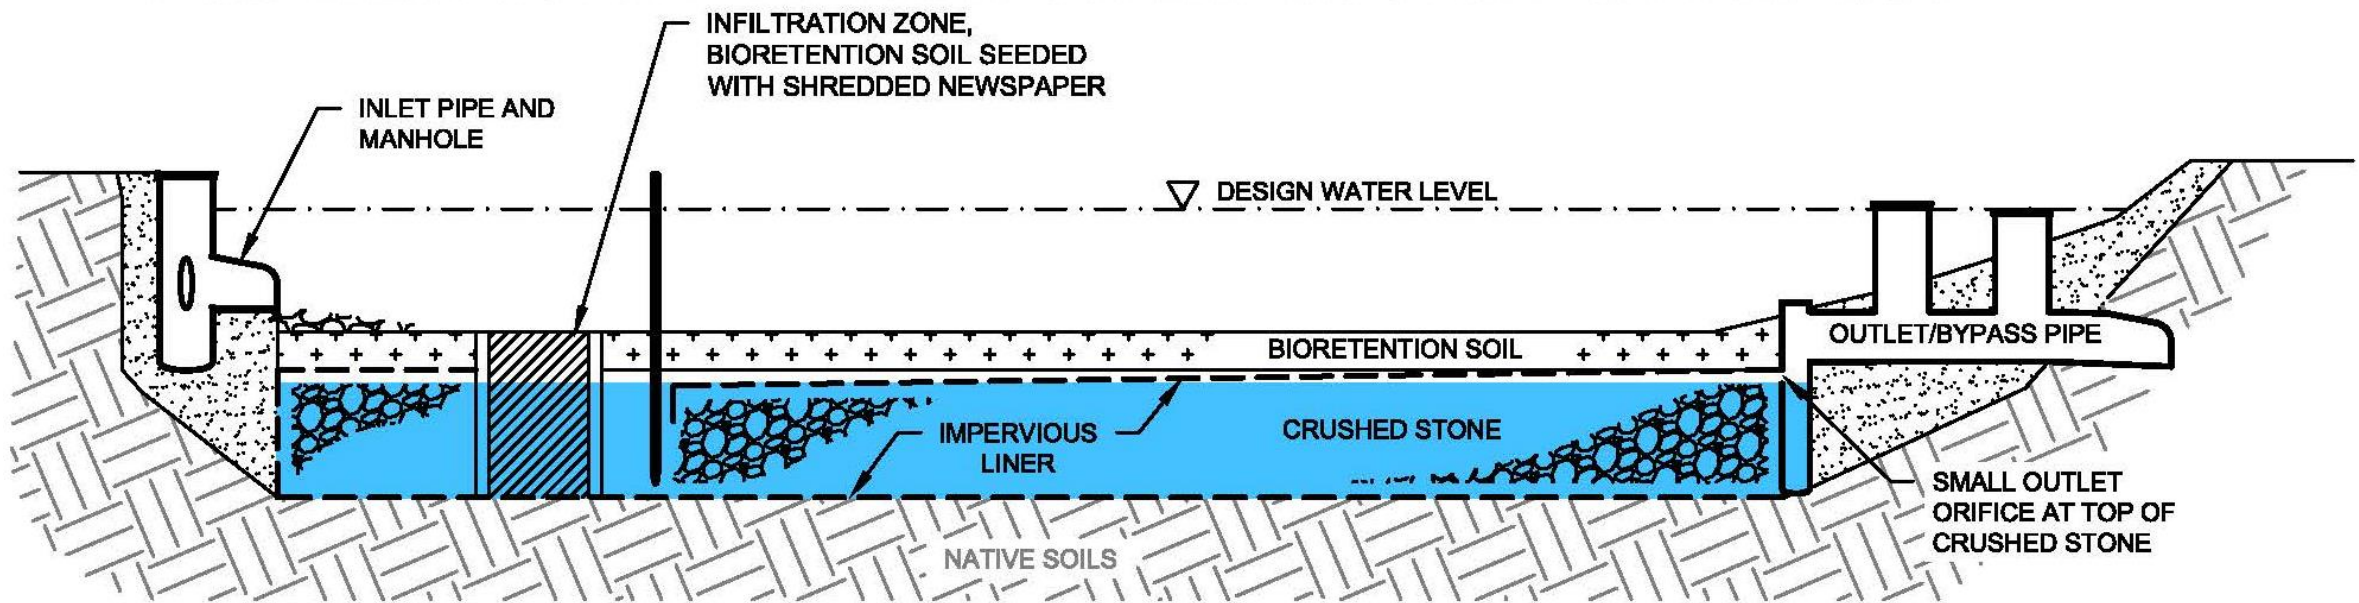 INFILTRATION ZONE,
BIORETENTION SOIL SEEDED
WITH SHREDDED NEWSPAPER
INLET PIPE AND
MANHOLE
DESIGN WATER LEVEL
OUTLET/BYPASS PIPE
BIORETENTION SOIL
IMPERVIOUS
LINER
CRUSHED STONE
SMALL OUTLET
ORIFICE AT TOP OF
CRUSHED STONE
NATIVE SOILS